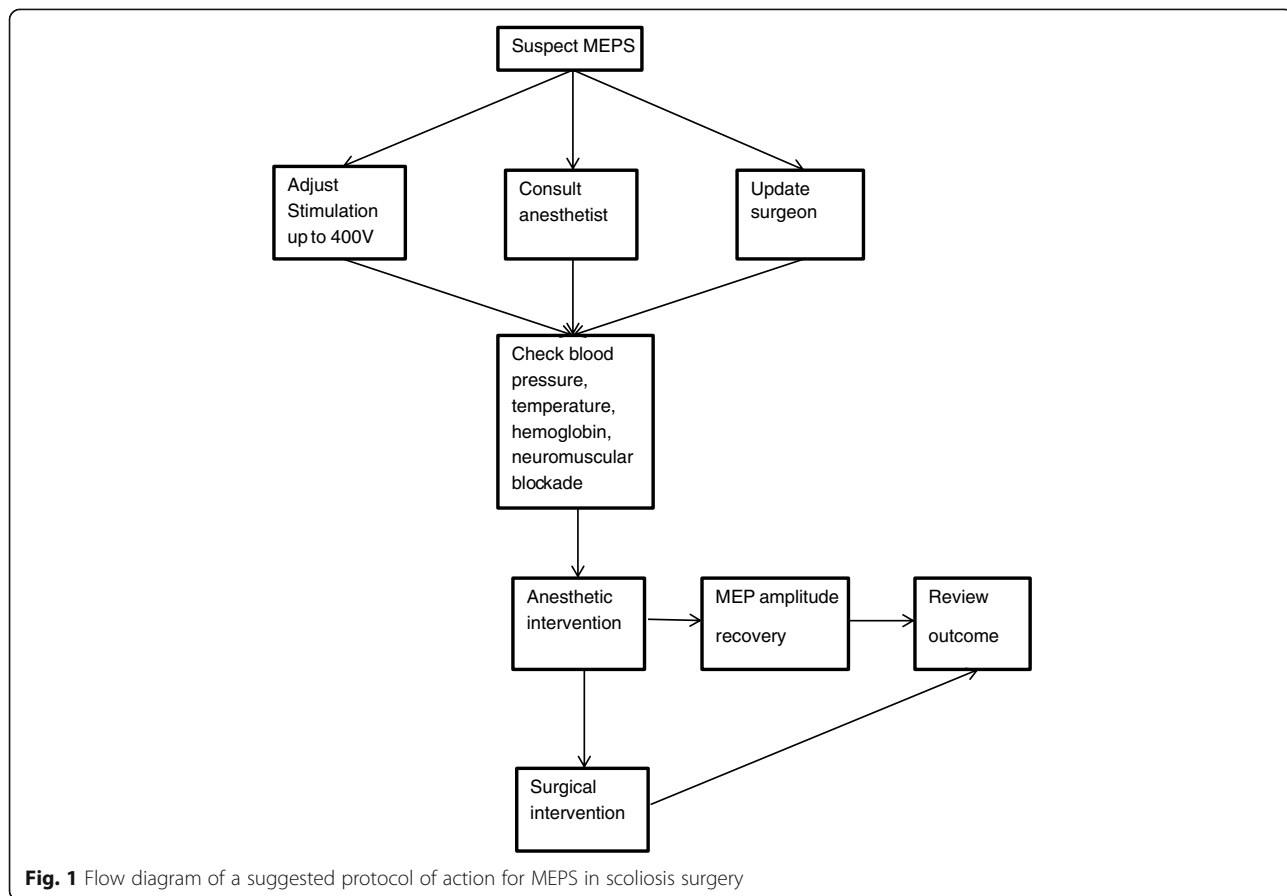 Suspect MEPS
Adjust
Stimulation
up to 400V
Consult
anesthetist
Update
surgeon
Check blood
pressure,
temperature,
hemoglobin,
neuromuscular
blockade
Anesthetic
intervention
MEP amplitude
recovery
Review
outcome
Surgical
intervention
Fig. 1 Flow diagram of a suggested protocol of action for MEPS in scoliosis surgery